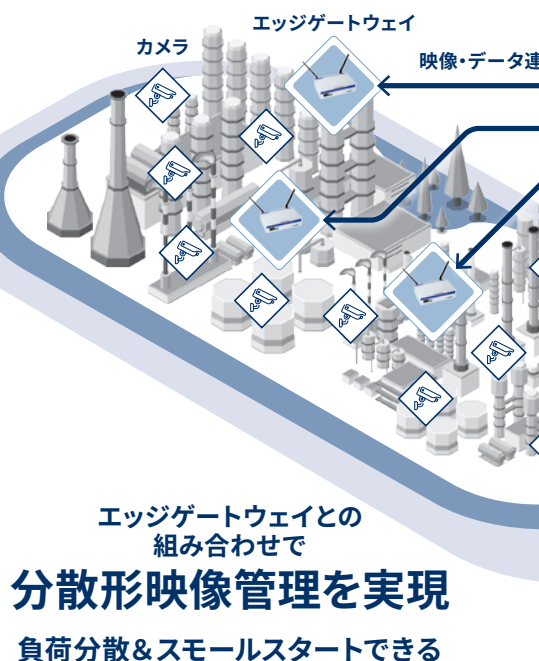 エッジゲートウェイ
カメラ
映像・データ連
エッジゲートウェイとの
組み合わせで
分散形映像管理を実現
負荷分散&スモールスタートできる